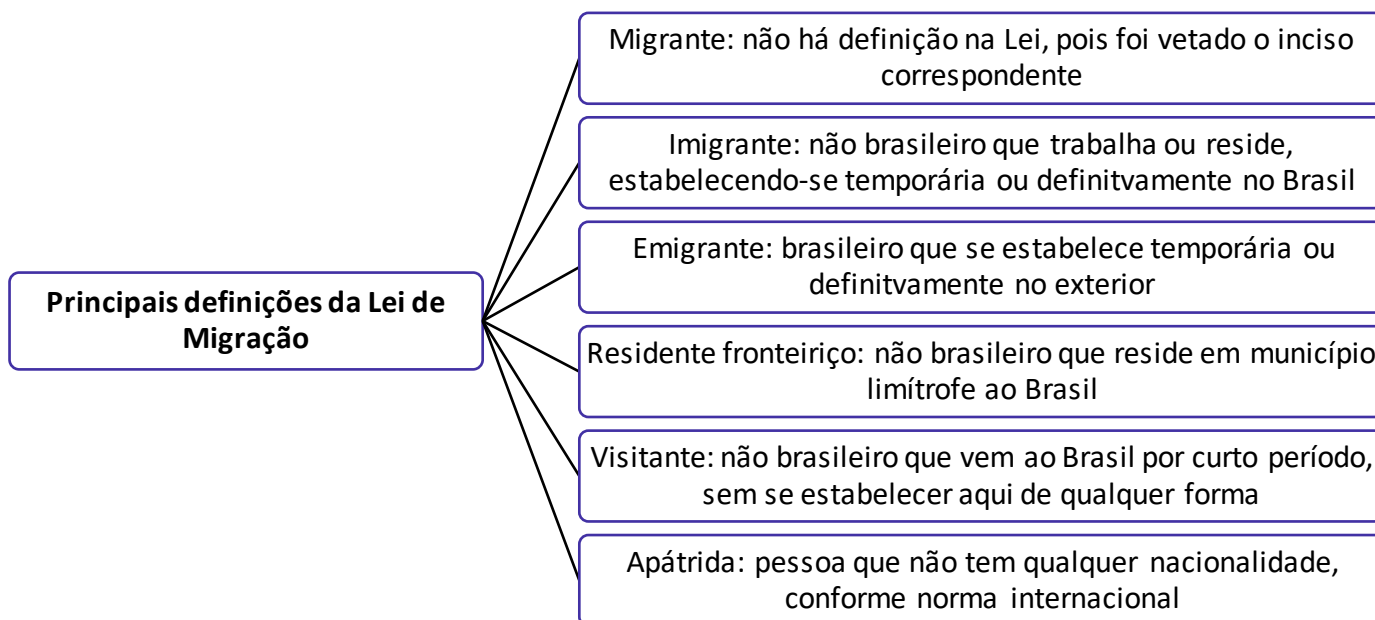 Migrante: não há definição na Lei, pois foi vetado o inciso
correspondente
Imigrante: não brasileiro que trabalha ou reside,
estabelecendo-se temporária ou definitvamente no Brasil
Emigrante: brasileiro que se estabelece temporária ou
definitvamente no exterior
Principais definições da Lei de
Migração
Residente fronteiriço: não brasileiro que reside em município
limítrofe ao Brasil
Visitante: não brasileiro que vem ao Brasil por curto período,
sem se estabelecer aqui de qualquer forma
Apátrida: pessoa que não tem qualquer nacionalidade,
conforme norma internacional